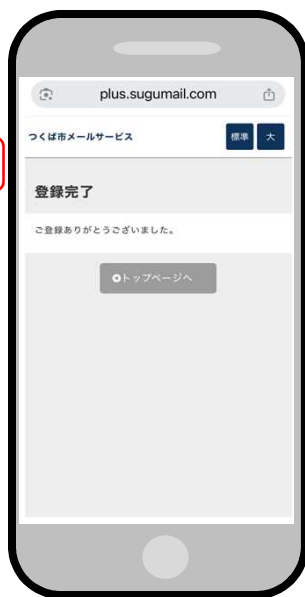 plus.sugumail.com
つくば市メールサービス
標準 大
登録完了
ご登録ありがとうございました。
トップページへ